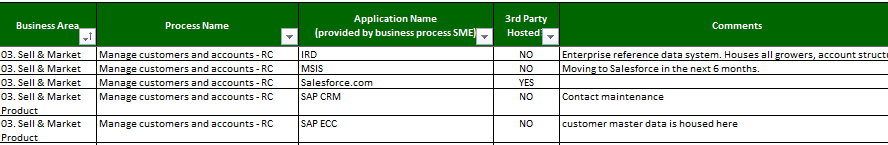 Business Area
Process Name
Application Name
(provided by business process SME)
3rd Party
Hosted?
Comments
03. Sell & Market
Manage customers and accounts - RC
IRD
NO
Enterprise reference data system. Houses all growers, account struct
03. Sell & Market
Manage customers and accounts - RC
MSIS
NO
Moving to Salesforce in the next 6 months.
03. Sell & Market
Manage customers and accounts - RC
Salesforce.com
YES
03. Sell & Market
Product
Manage customers and accounts - RC
SAP CRM
NO
Contact maintenance
03. Sell & Market
Product
Manage customers and accounts - RC
SAP ECC
NO
customer master data is housed here